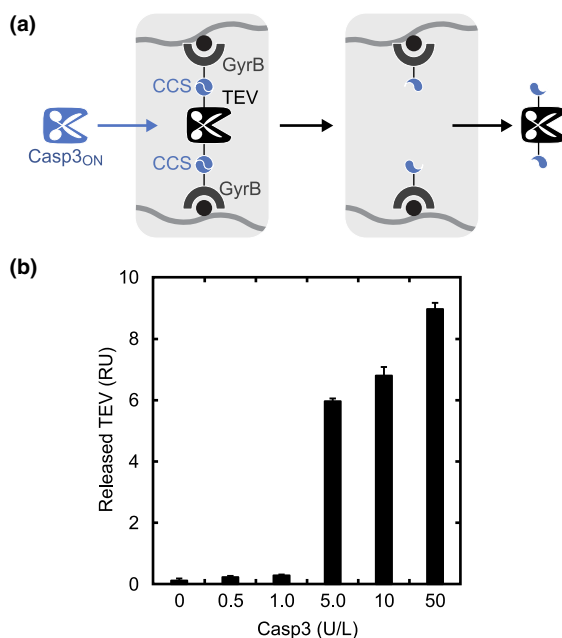 (a)
GyrB
CCS
TEV
Casp3ON
CCS
GyrB
(b)
Released TEV (RU)
10
8
6
4
2
0
0 0.5 1.0 5.0 10 50
Casp3 (U/L)